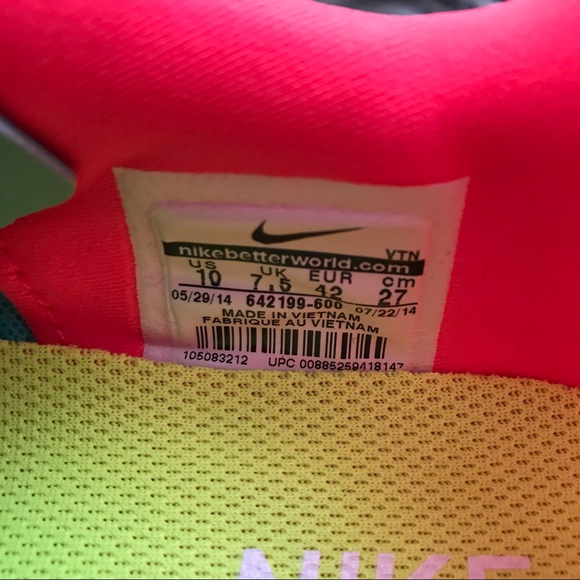 nikebetterworld.com VTN
US UK EUR cm
10 7.5 42 27
05/29/14 642199-606 07/22/14
MADE IN VIETNAM
FABRIQUE AU VIETNAM
105083212 UPC 00885259418147
NIKE